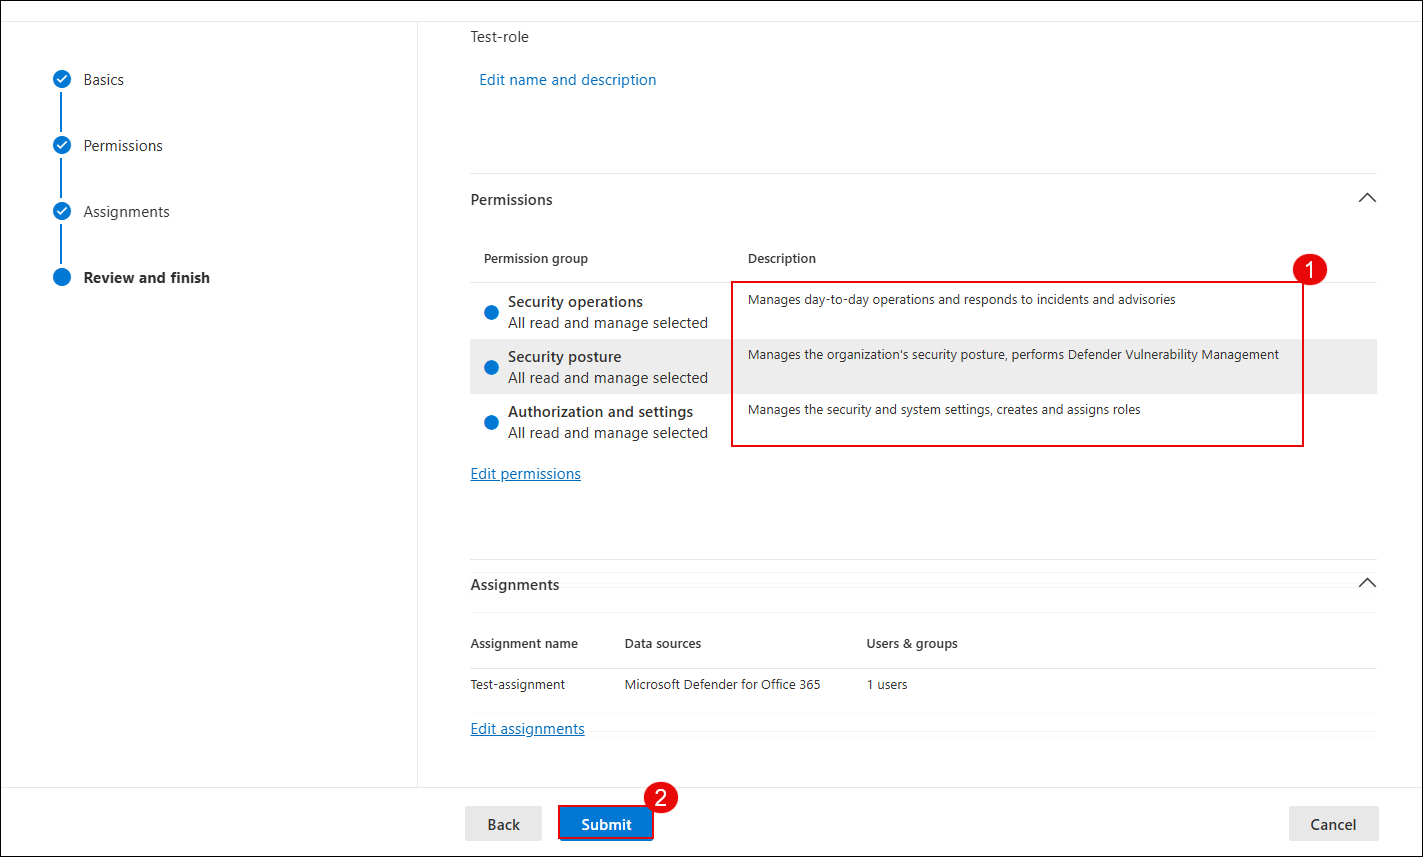 Test-role
Edit name and description
Basics
Permissions
Assignments
Review and finish
Permissions
Permission group Description
1
Security operations
All read and manage selected
Manages day-to-day operations and responds to incidents and advisories
Security posture
All read and manage selected
Manages the organization's security posture, performs Defender Vulnerability Management
Authorization and settings
All read and manage selected
Manages the security and system settings, creates and assigns roles
Edit permissions
Assignments
Assignment name Data sources Users & groups
Test-assignment Microsoft Defender for Office 365 1 users
Edit assignments
2
Back Submit Cancel